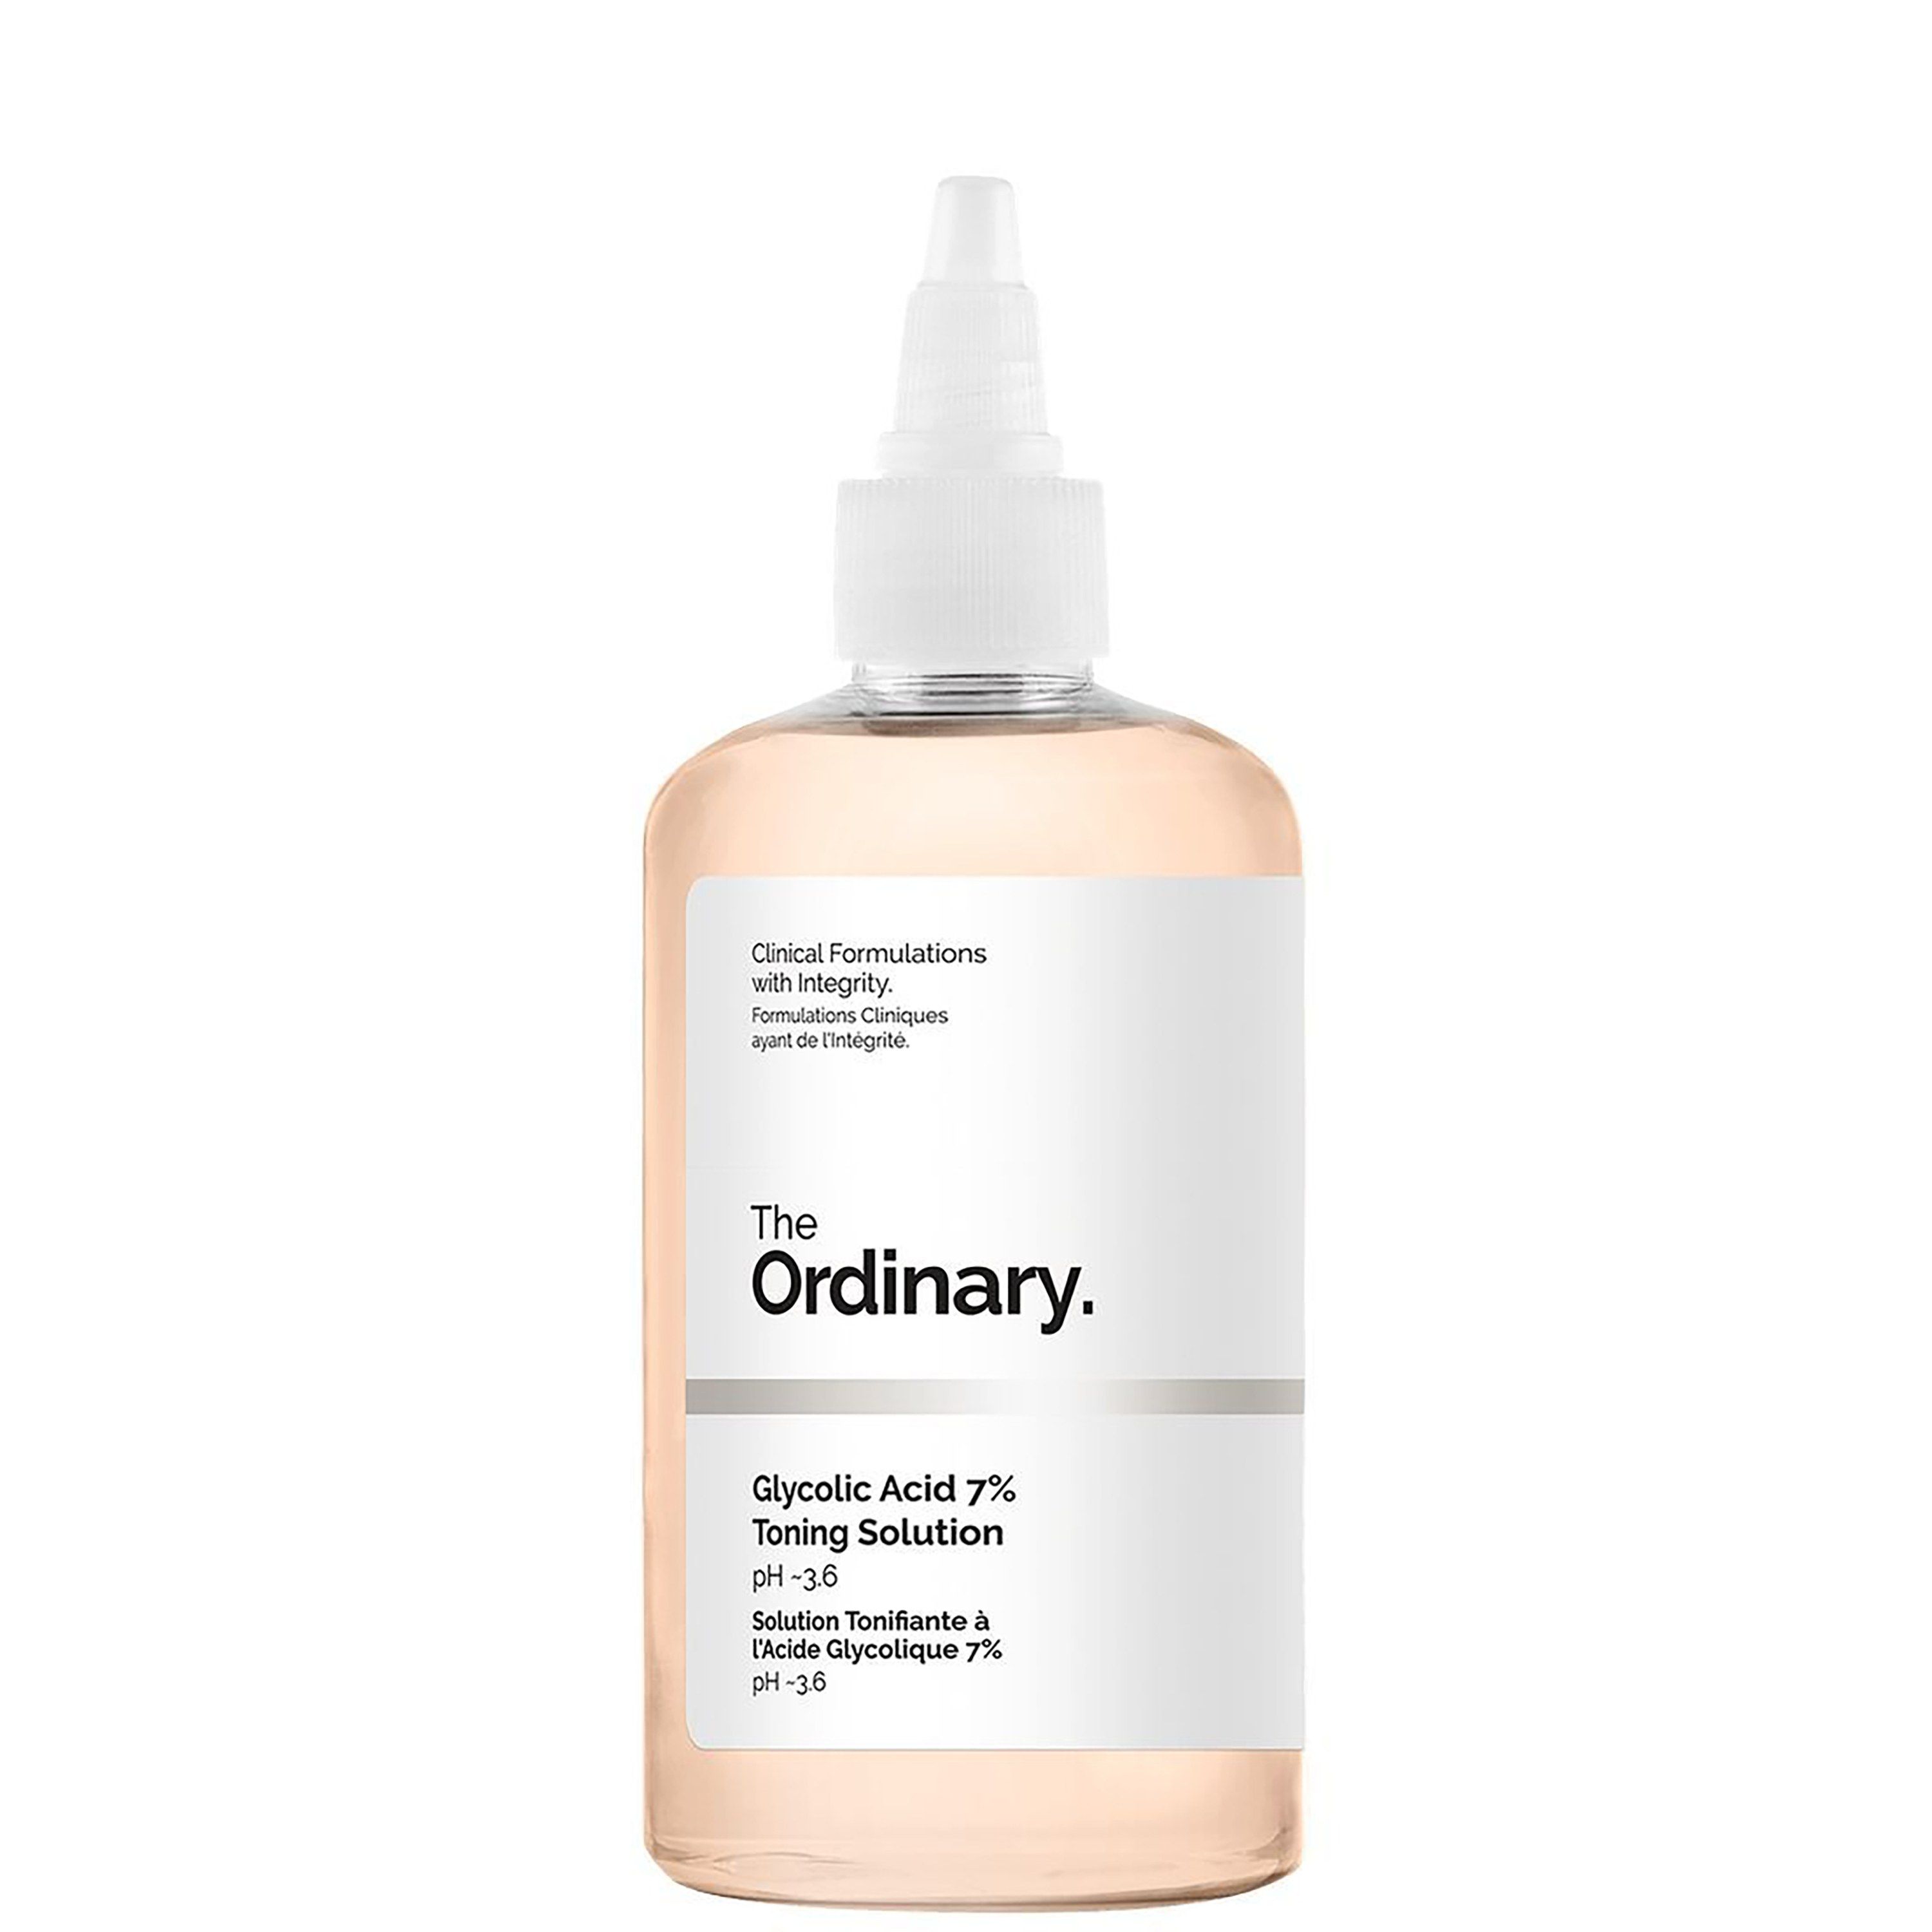 Clinical Formulations
with Integrity.
Formulations Cliniques
ayant de l'Intégrité.
The
Ordinary.
Glycolic Acid 7%
Toning Solution
pH ~3.6
Solution Tonifiante à
l'Acide Glycolique 7%
pH ~3.6